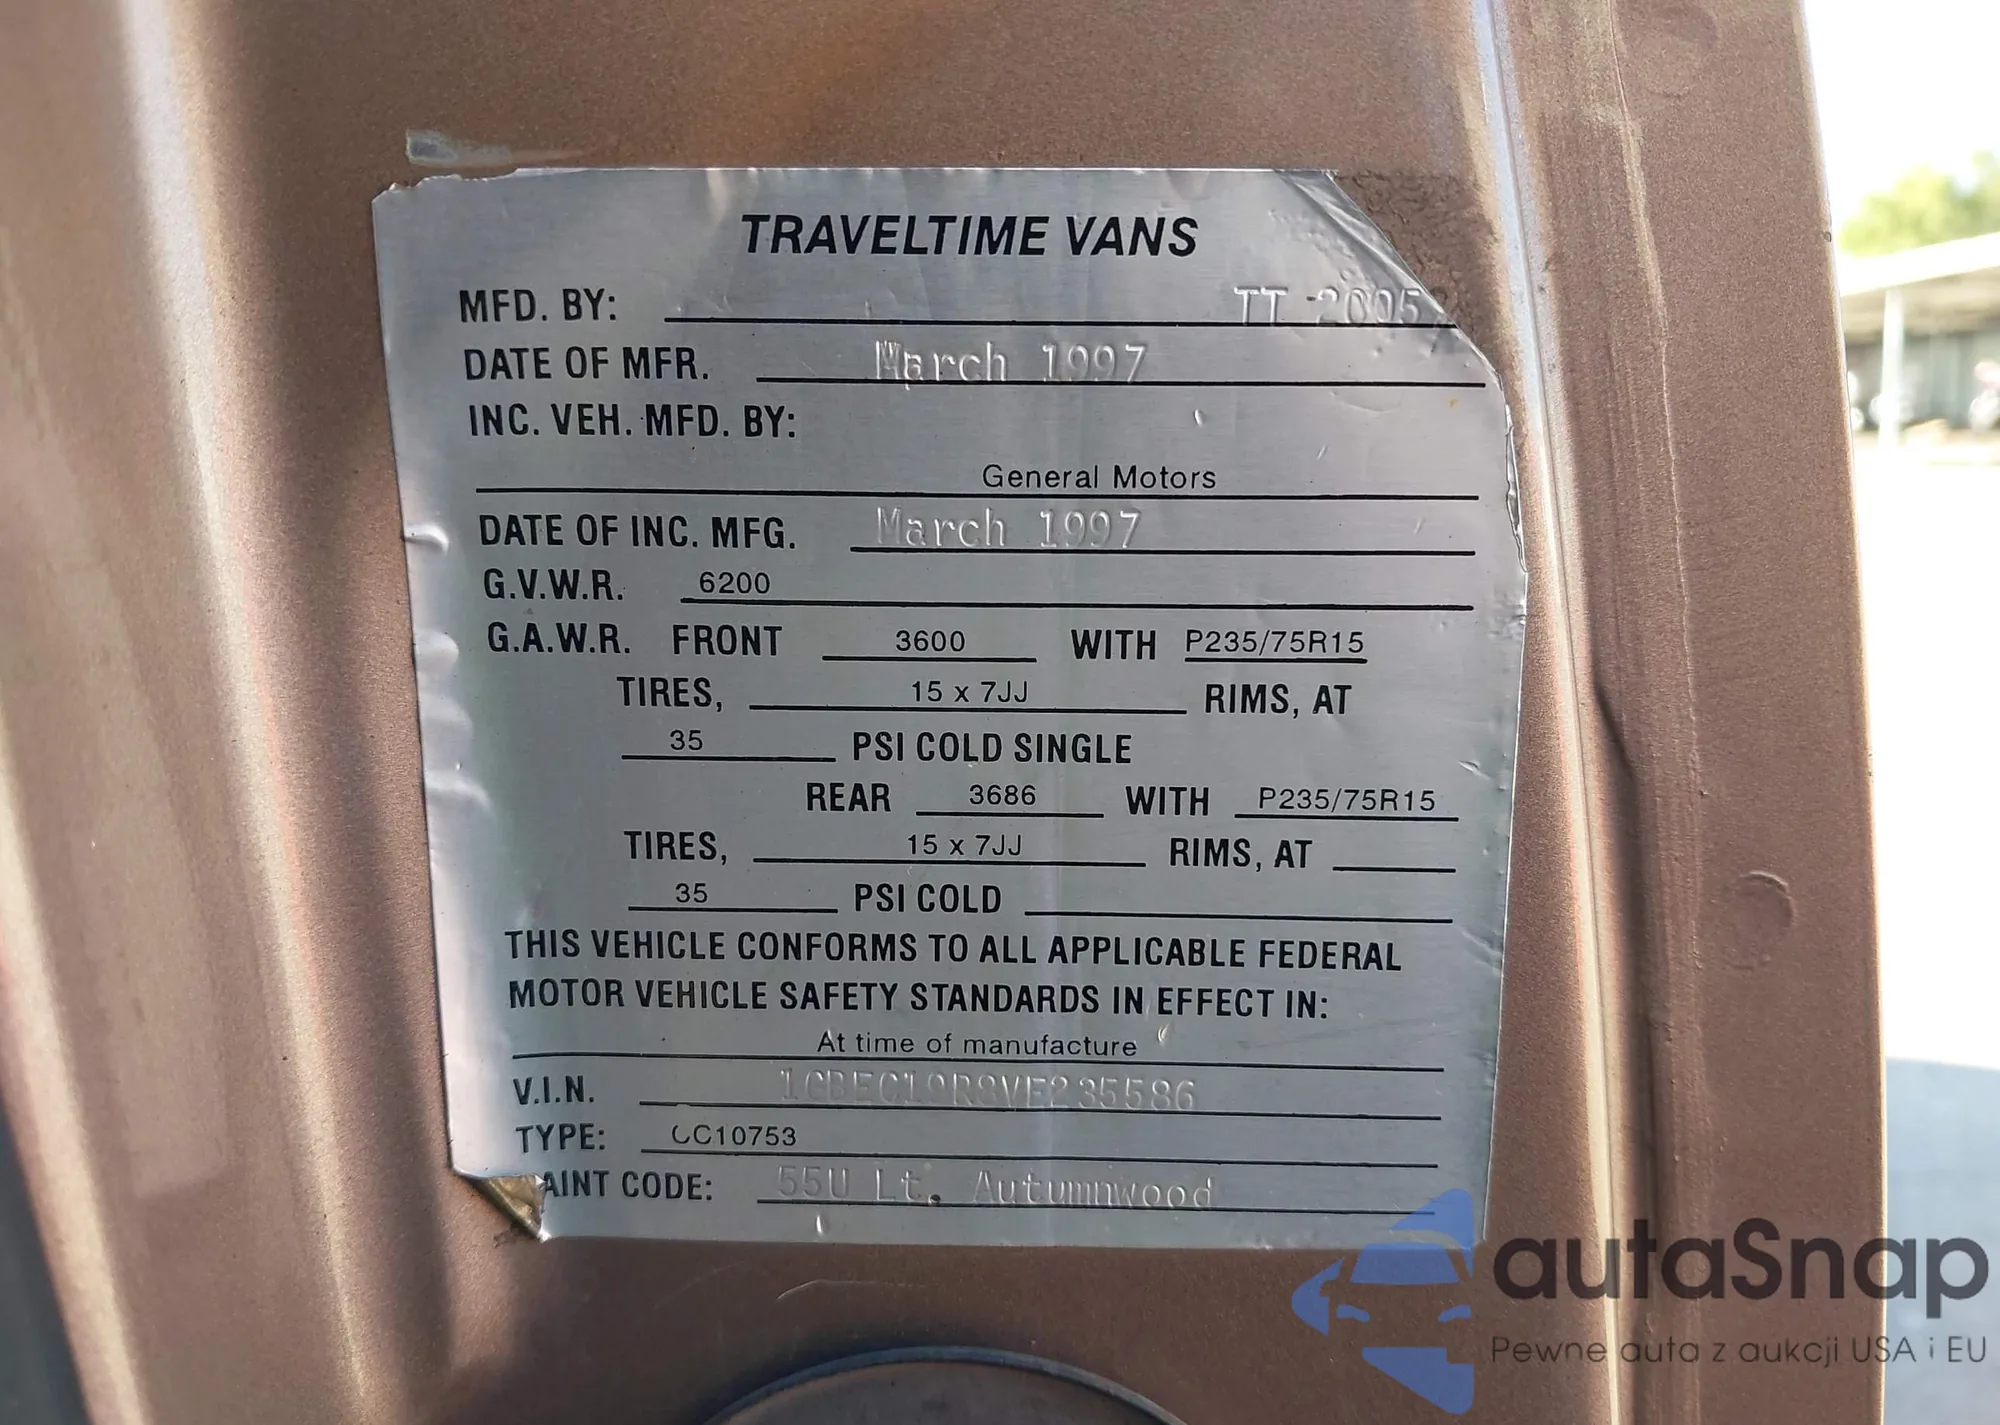 TRAVELTIME VANS
MFD. BY: TT 2005
DATE OF MFR. March 1997
INC. VEH. MFD. BY:
General Motors
DATE OF INC. MFG. March 1997
G.V.W.R. 6200
G.A.W.R. FRONT 3600 WITH P235/75R15
TIRES, 15 x 7JJ RIMS, AT
35 PSI COLD SINGLE
REAR 3686 WITH P235/75R15
TIRES, 15 x 7JJ RIMS, AT
35 PSI COLD
THIS VEHICLE CONFORMS TO ALL APPLICABLE FEDERAL
MOTOR VEHICLE SAFETY STANDARDS IN EFFECT IN:
At time of manufacture
V.I.N.
TYPE: CC10753
AINT CODE: 55U Lt. Autumnwood
autaSnap
Pewne auta z aukcji USA i EU